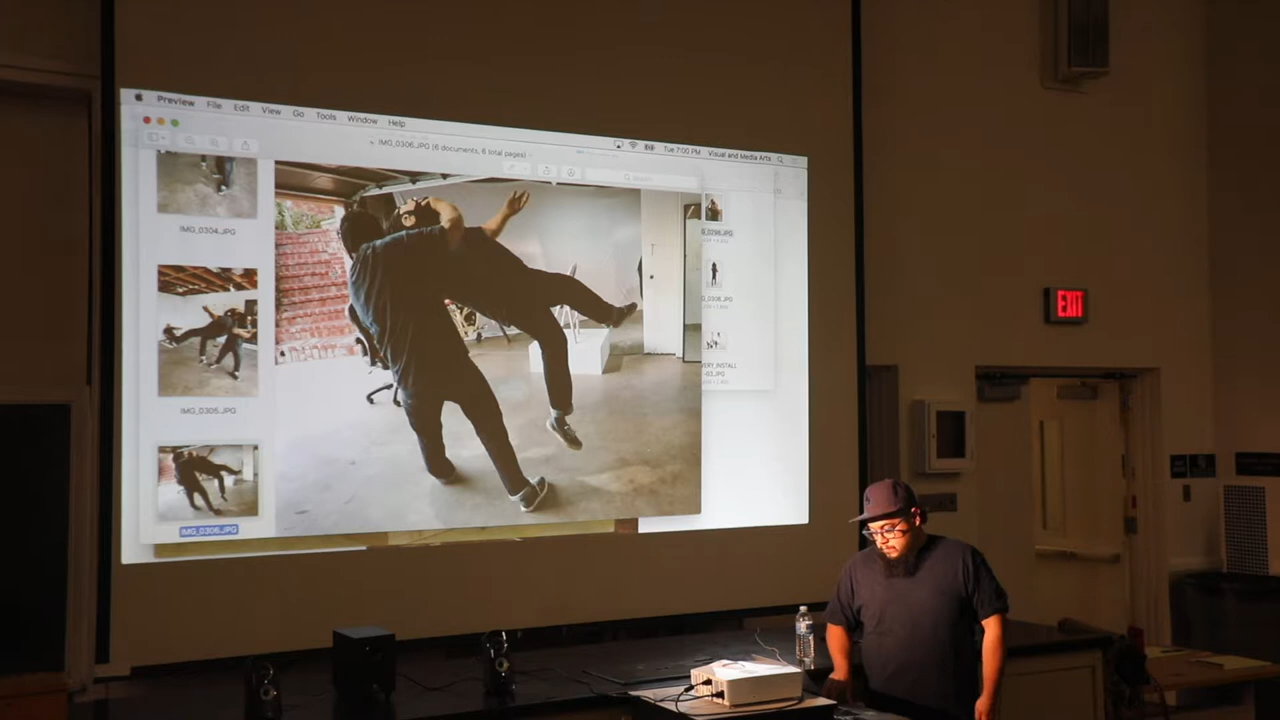 Preview File Edit View Go Tools Window Help
Tue 7:00 PM Visual and Media Arts
IMG_0306.JPG (6 documents, 6 total pages)
IMG_0304.JPG
IMG_0305.JPG
IMG_0306.JPG
EXIT